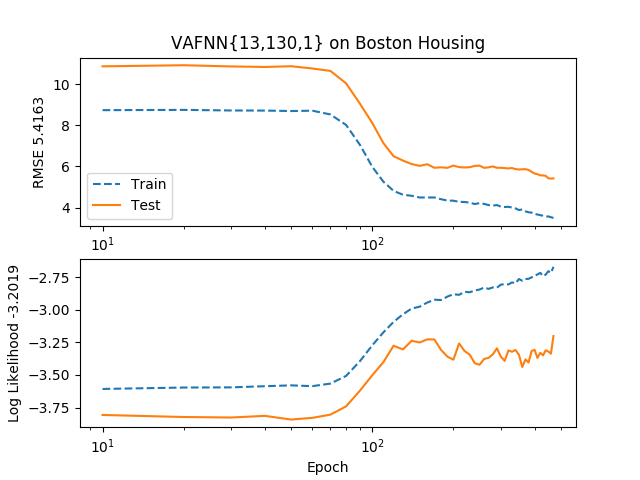 VAFNN{13,130,1} on Boston Housing
RMSE 5.4163
10
8
6
4
Train
Test
10¹
10²
Log Likelihood -3.2019
−2.75
−3.00
−3.25
−3.50
−3.75
10¹
10²
Epoch